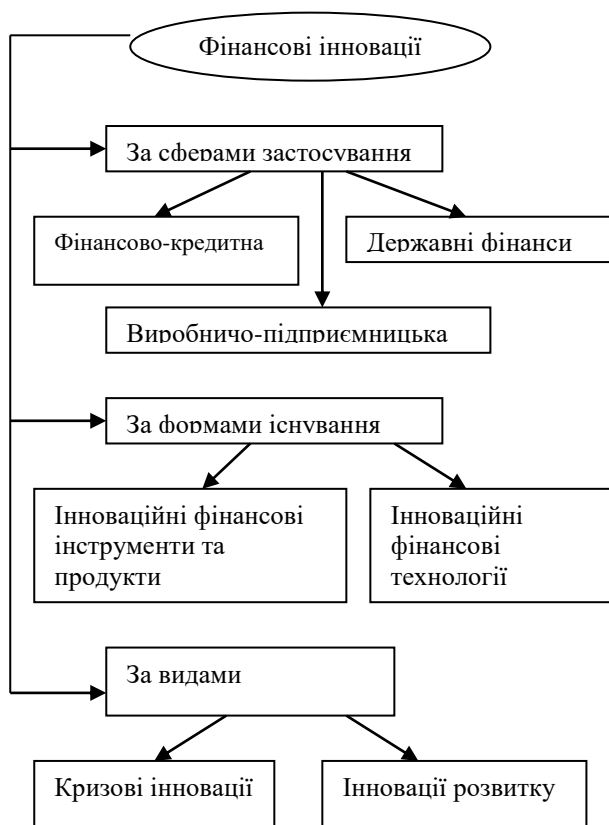 Фінансові інновації
За сферами застосування
Фінансово-кредитна
Державні фінанси
Виробничо-підприємницька
За формами існування
Інноваційні фінансові
інструменти та
продукти
Інноваційні
фінансові
технології
За видами
Кризові інновації
Інновації розвитку